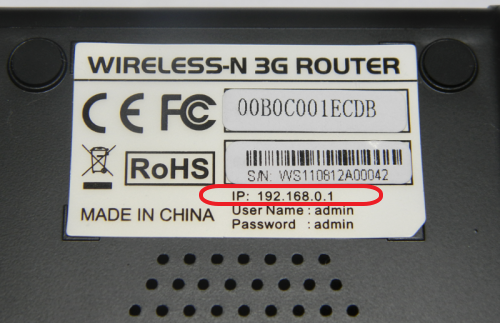 WIRELESS-N 3G ROUTER
CE FC 00B0C001ECDB
RoHS
S/N: WS110812A00042
IP: 192.168.0.1
MADE IN CHINA
User Name : admin
Password : admin